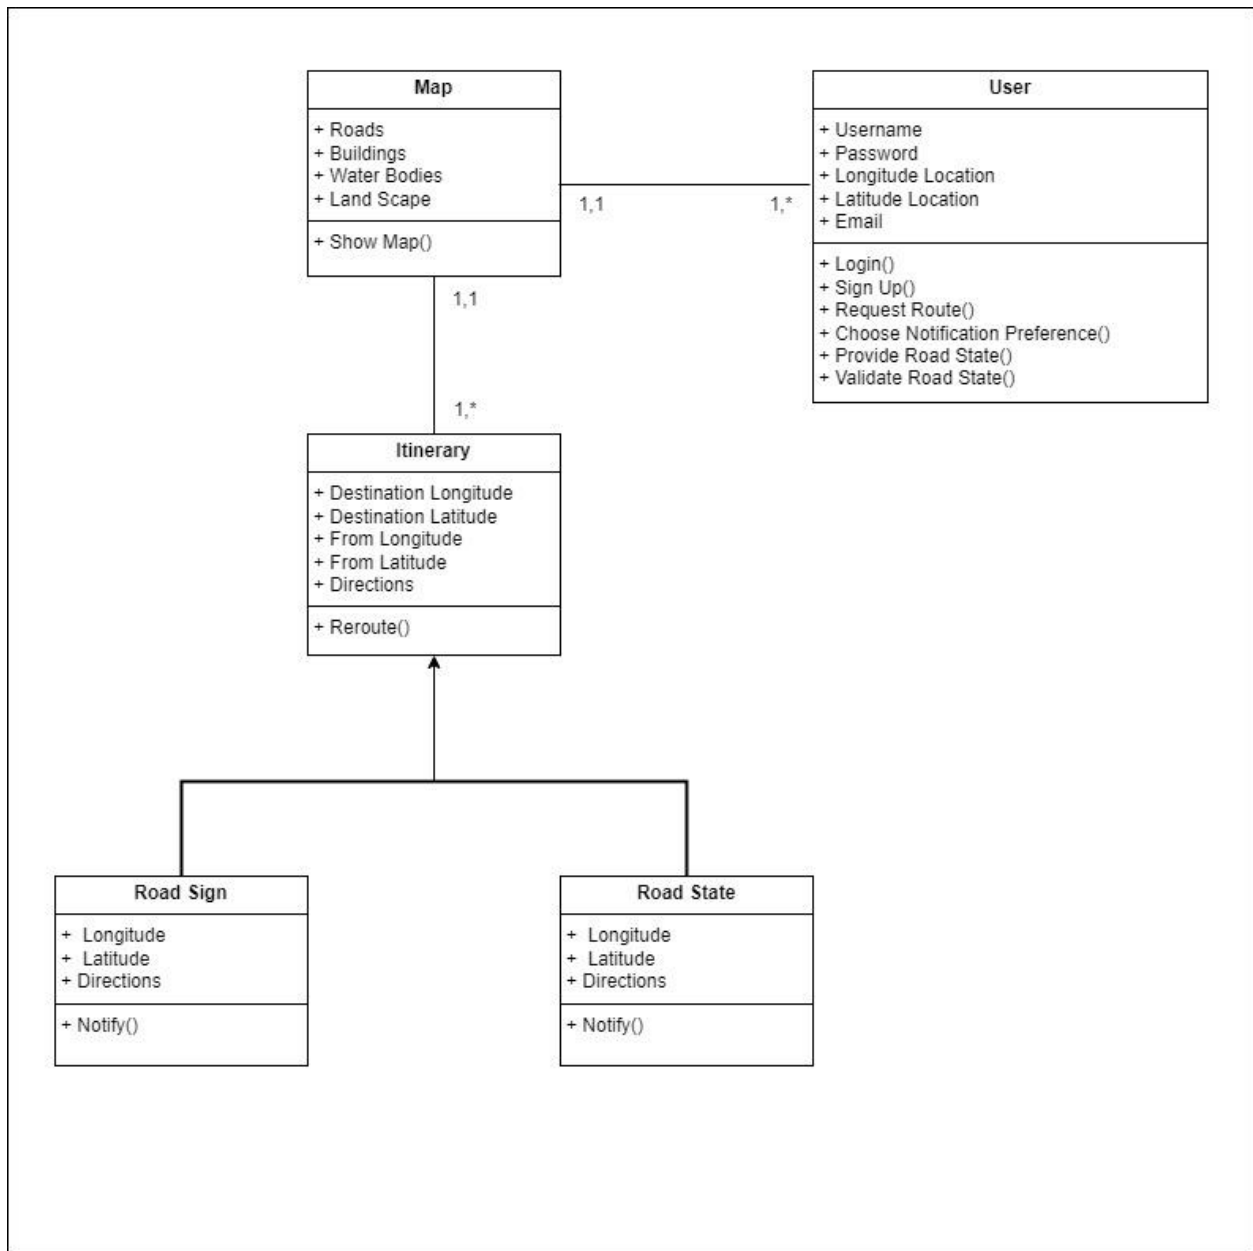 Map
+ Roads
+ Buildings
+ Water Bodies
+ Land Scape
+ Show Map()
1,1
1,*
User
+ Username
+ Password
+ Longitude Location
+ Latitude Location
+ Email
+ Login()
+ Sign Up()
+ Request Route()
+ Choose Notification Preference()
+ Provide Road State()
+ Validate Road State()
1,1
1,*
Itinerary
+ Destination Longitude
+ Destination Latitude
+ From Longitude
+ From Latitude
+ Directions
+ Reroute()
Road Sign
+ Longitude
+ Latitude
+ Directions
+ Notify()
Road State
+ Longitude
+ Latitude
+ Directions
+ Notify()